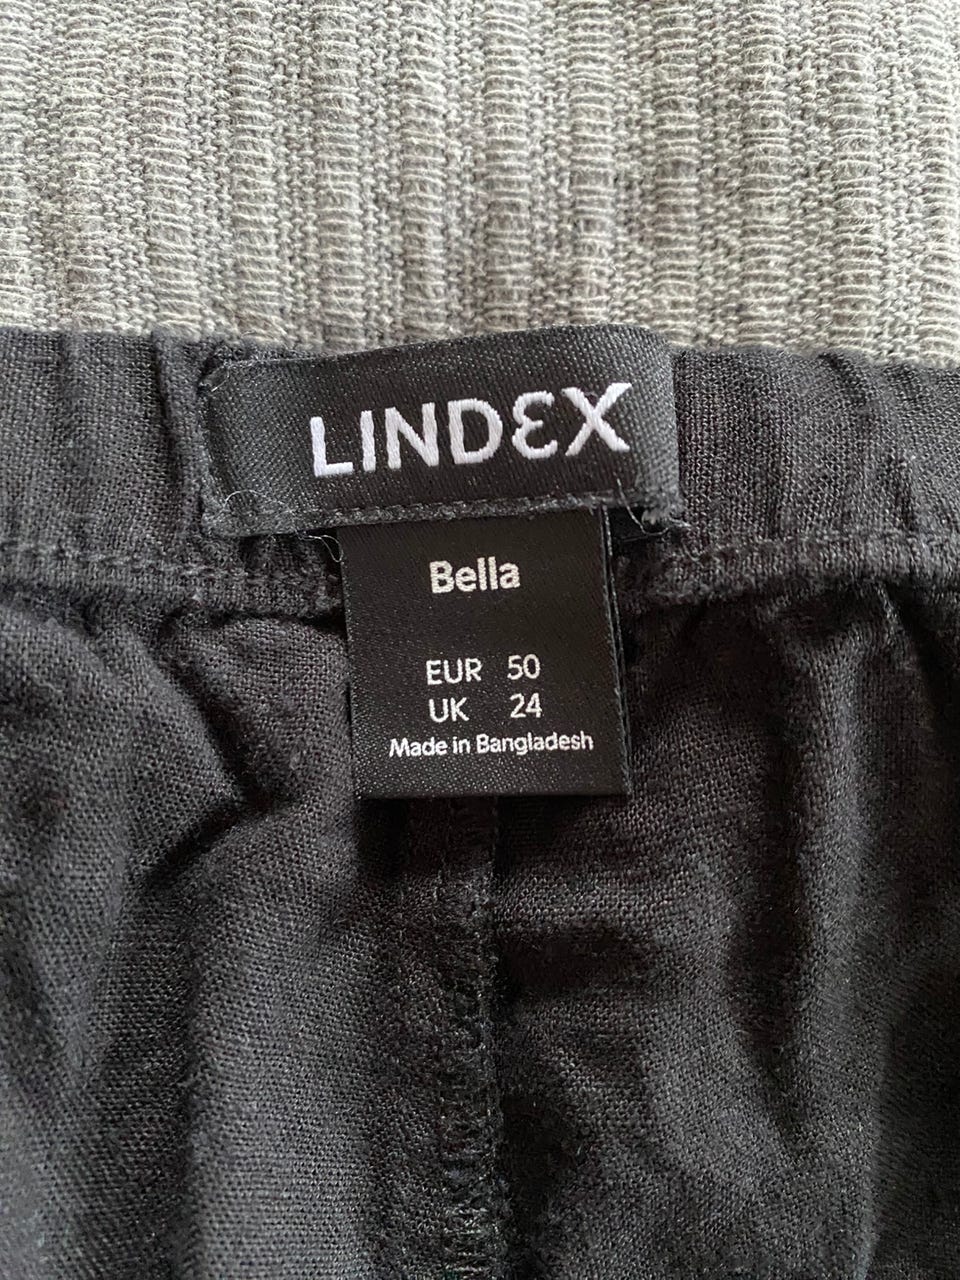 LINDEX
Bella
EUR 50
UK 24
Made in Bangladesh